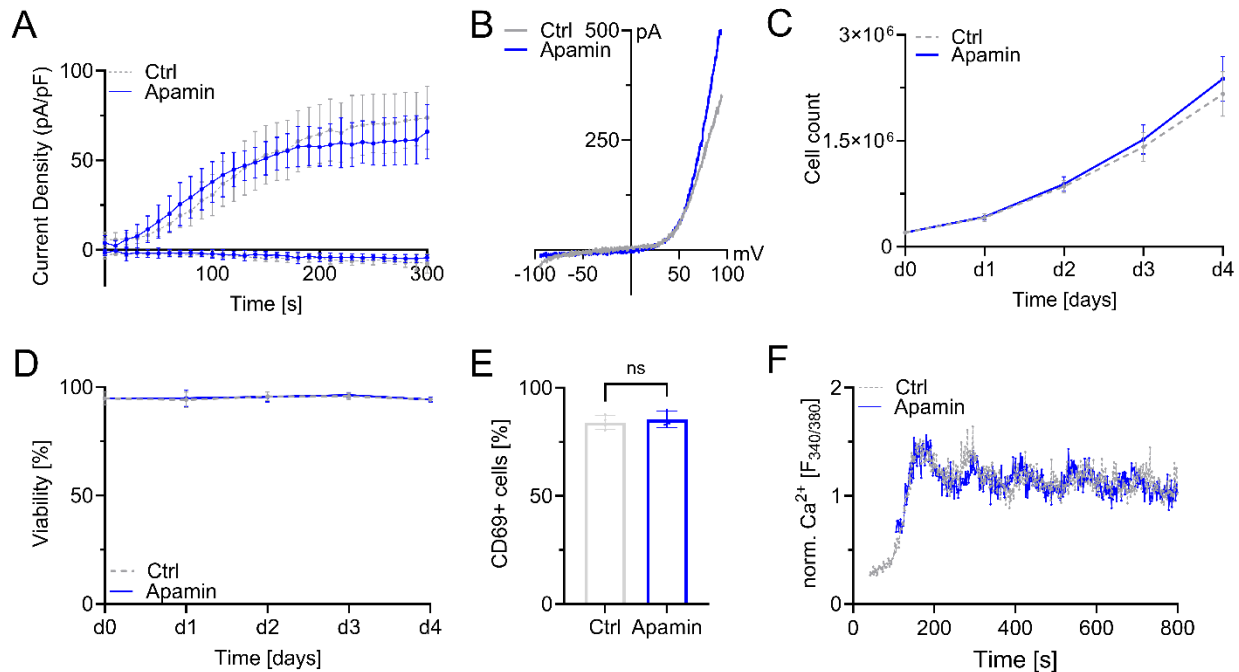 A
Ctrl
Apamin
100
50
0
100
200
300
Current Density (pA/pF)
Time [s]
B
Ctrl
Apamin
500
pA
250
-100
-50
0
50
100
mV
C
Ctrl
Apamin
3×10⁶
1.5×10⁶
0
d0
d1
d2
d3
d4
Cell count
Time [days]
D
100
50
0
Ctrl
Apamin
d0
d1
d2
d3
d4
Viability [%]
Time [days]
E
ns
100
50
0
Ctrl
Apamin
CD69+ cells [%]
F
Ctrl
Apamin
2
1
0
0
200
400
600
800
norm. Ca²⁺ [F₃₄₀/₃₈₀]
Time [s]